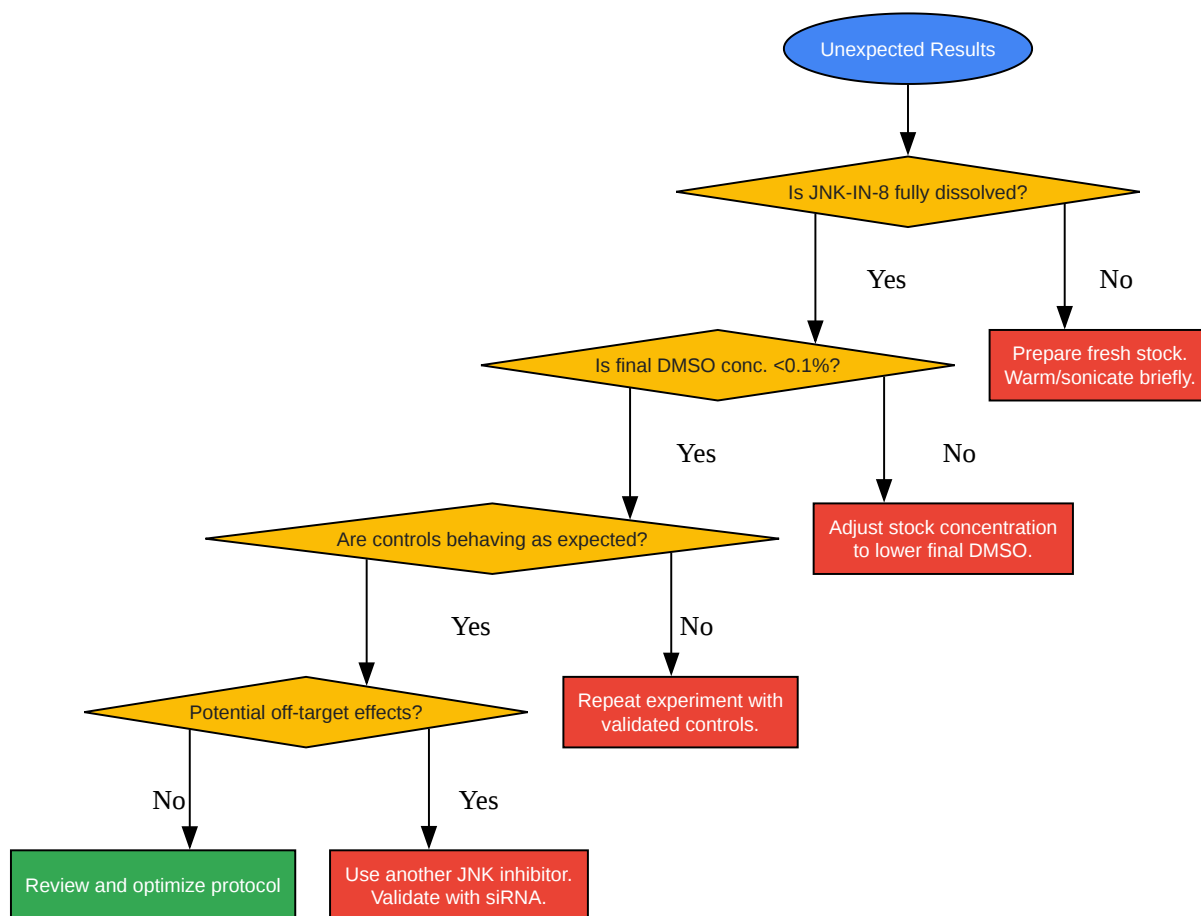 Unexpected Results
Is JNK-IN-8 fully dissolved?
Yes
No
Is final DMSO conc. <0.1%?
Prepare fresh stock.
Warm/sonicate briefly.
Yes
No
Are controls behaving as expected?
Adjust stock concentration
to lower final DMSO.
Yes
No
Potential off-target effects?
Repeat experiment with
validated controls.
No
Yes
Review and optimize protocol
Use another JNK inhibitor.
Validate with siRNA.